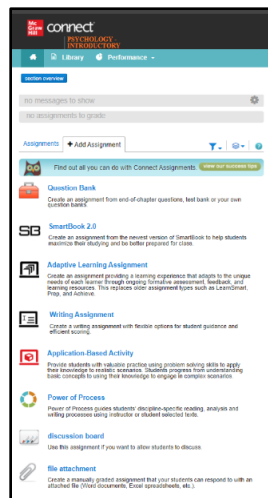 Mc
Graw
Hill
connect
PSYCHOLOGY -
INTRODUCTORY
Library
Performance
section overview
no messages to show
no assignments to grade
Assignments
+ Add Assignment
Find out all you can do with Connect Assignments.
view our success tips
Question Bank
Create an assignment from end-of-chapter questions, test bank or your own
question banks.
SB
SmartBook 2.0
Create an assignment from the newest version of SmartBook to help students
maximize their studying and be better prepared for class.
Adaptive Learning Assignment
Create an assignment providing a learning experience that adapts to the unique
needs of each learner through ongoing formative assessment, feedback, and
learning resources. This replaces older assignment types such as LearnSmart,
Prep, and Achieve.
Writing Assignment
Create a writing assignment with flexible options for student guidance and
efficient scoring.
Application-Based Activity
Provide students with valuable practice using problem solving skills to apply
their knowledge to realistic scenarios. Students progress from understanding
basic concepts to using their knowledge to engage in complex scenarios.
Power of Process
Power of Process guides students' discipline-specific reading, analysis and
writing processes using instructor or student selected texts.
discussion board
Use this assignment if you want to allow students to discuss.
file attachment
Create a manually graded assignment that your students can respond to with an
attached file (Word documents, Excel spreadsheets, etc.).